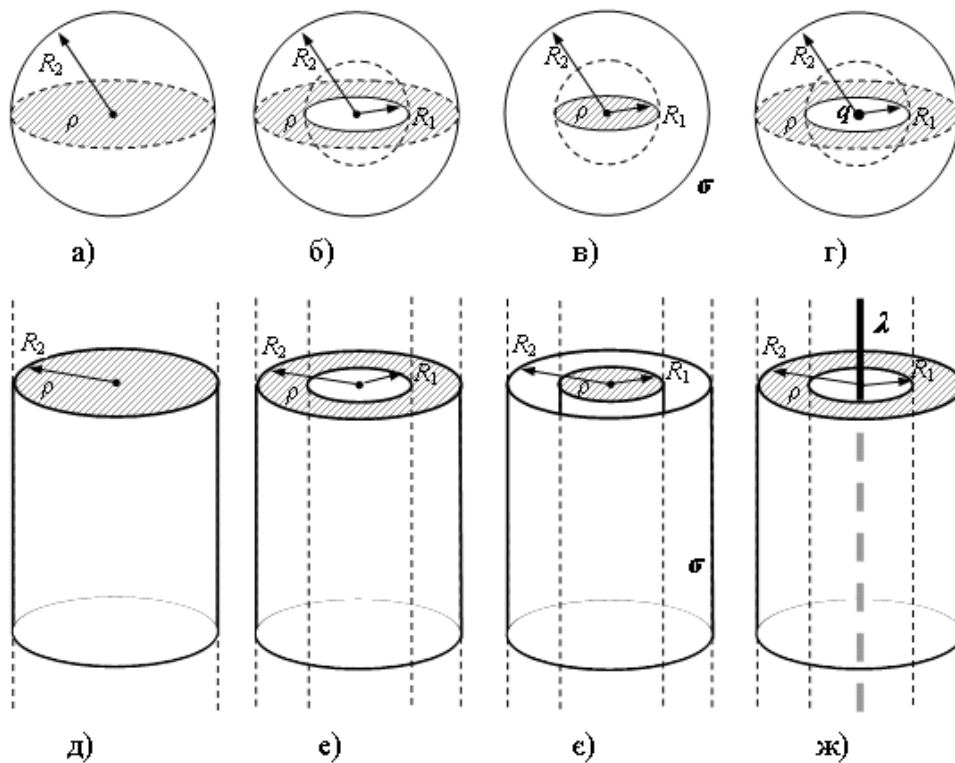 R₂ R₂ R₂ R₂
ρ ρ R₁ ρ R₁ ρ q R₁
σ
а) б) в) г)
λ
R₂ R₂ R₂ R₂
ρ ρ R₁ ρ R₁ ρ R₁
σ
д) е) є) ж)